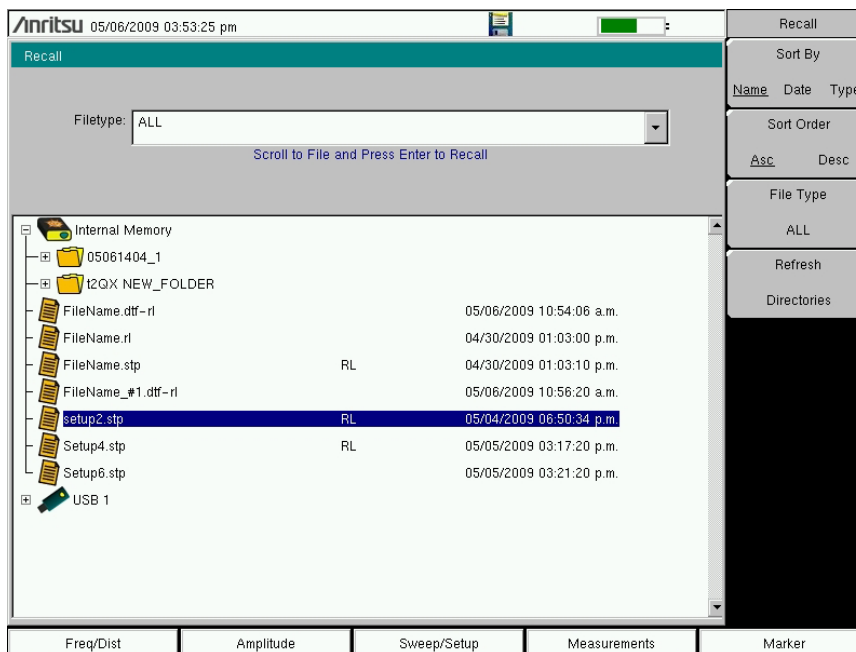 Anritsu 05/06/2009 03:53:25 pm
Recall
Filetype: ALL
Scroll to File and Press Enter to Recall
Internal Memory
05061404_1
t2QX NEW_FOLDER
FileName.dtf-rl 05/06/2009 10:54:06 a.m.
FileName.rl 04/30/2009 01:03:00 p.m.
FileName.stp RL 04/30/2009 01:03:10 p.m.
FileName_#1.dtf-rl 05/06/2009 10:56:20 a.m.
setup2.stp RL 05/04/2009 06:50:34 p.m.
Setup4.stp RL 05/05/2009 03:17:20 p.m.
Setup6.stp 05/05/2009 03:21:20 p.m.
USB 1
Recall
Sort By
Name Date Type
Sort Order
Asc Desc
File Type
ALL
Refresh
Directories
Freq/Dist Amplitude Sweep/Setup Measurements Marker